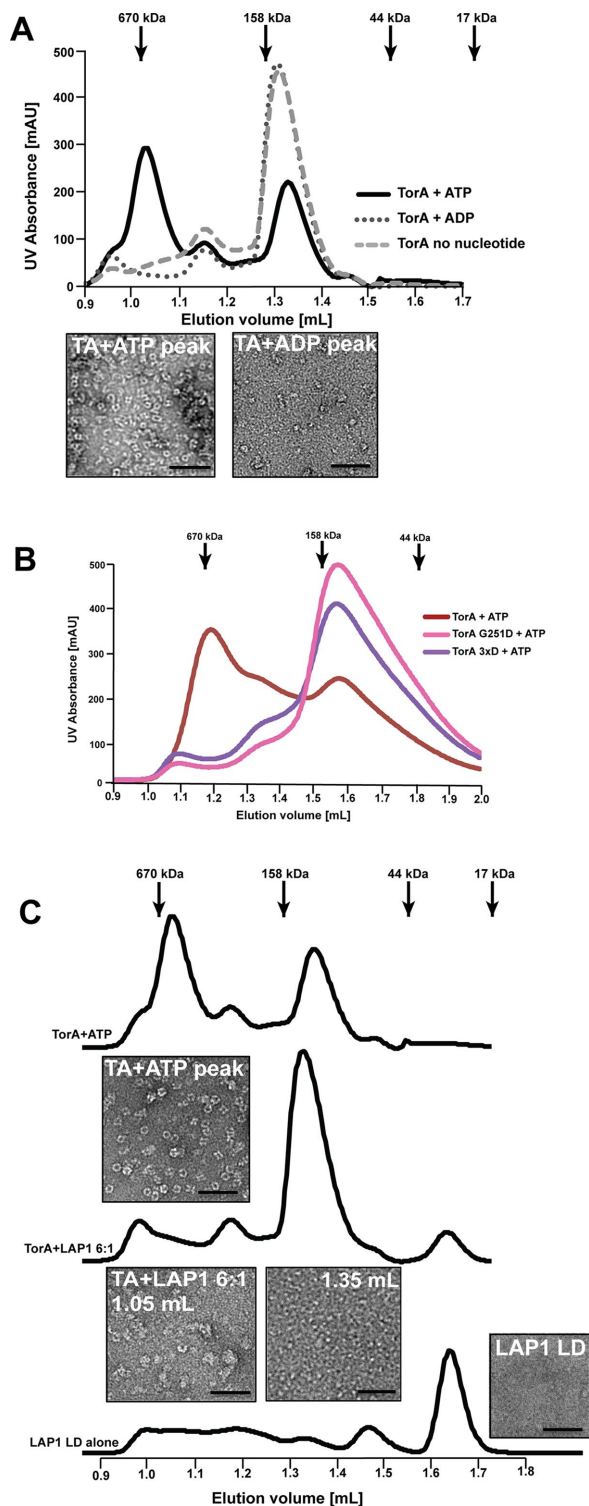 A
670 kDa 158 kDa 44 kDa 17 kDa
UV Absorbance [mAU]
500
400
300
200
100
0
TorA + ATP
TorA + ADP
TorA no nucleotide
0.9 1.0 1.1 1.2 1.3 1.4 1.5 1.6 1.7
Elution volume [mL]
TA+ATP peak TA+ADP peak
B
670 kDa 158 kDa 44 kDa
UV Absorbance [mAU]
500
400
300
200
100
0
TorA + ATP
TorA G251D + ATP
TorA 3xD + ATP
0.9 1.0 1.1 1.2 1.3 1.4 1.5 1.6 1.7 1.8 1.9 2.0
Elution volume [mL]
C
670 kDa 158 kDa 44 kDa 17 kDa
TorA+ATP
TA+ATP peak
TorA+LAP1 6:1
TA+LAP1 6:1
1.05 mL
1.35 mL
LAP1 LD
LAP1 LD alone
0.9 1.0 1.1 1.2 1.3 1.4 1.5 1.6 1.7 1.8
Elution volume [mL]